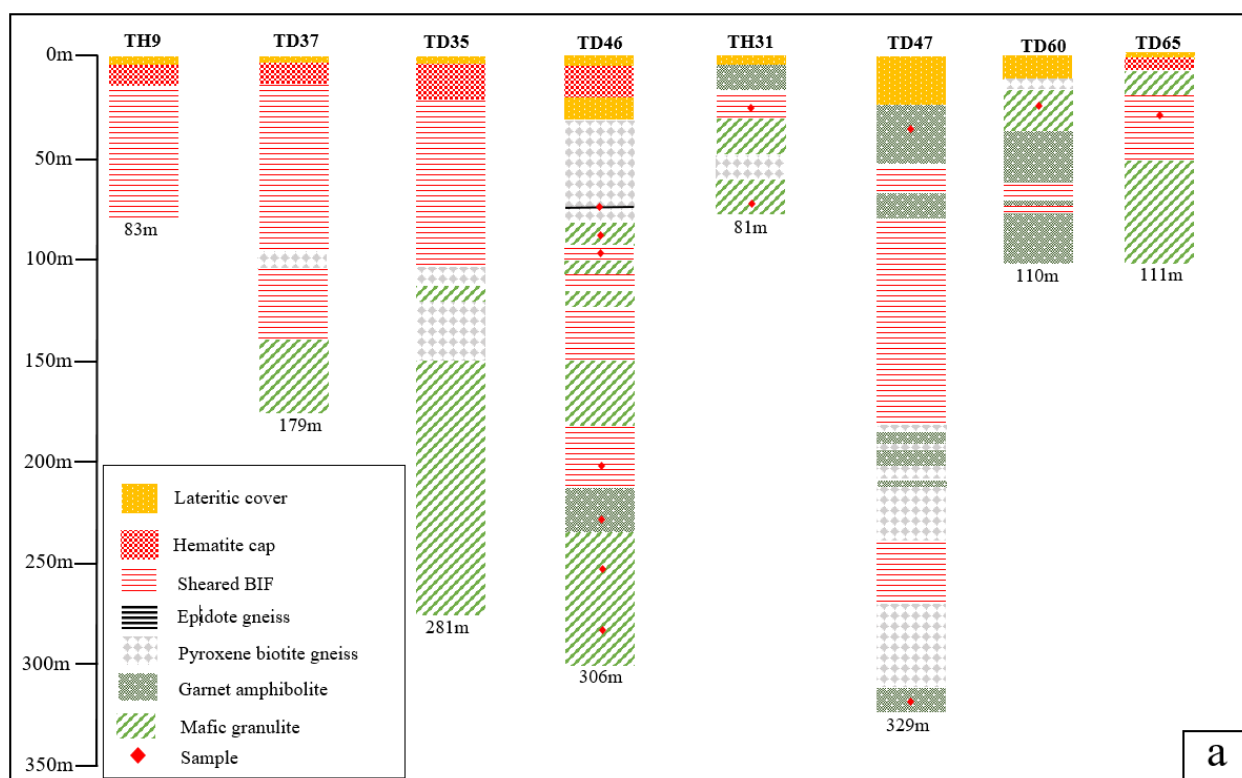 TH9 TD37 TD35 TD46 TH31 TD47 TD60 TD65
0m
50m
100m
150m
200m
250m
300m
350m
83m
179m
281m
306m
81m
329m
110m
111m
Lateritic cover
Hematite cap
Sheared BIF
Epidote gneiss
Pyroxene biotite gneiss
Garnet amphibolite
Mafic granulite
Sample
a